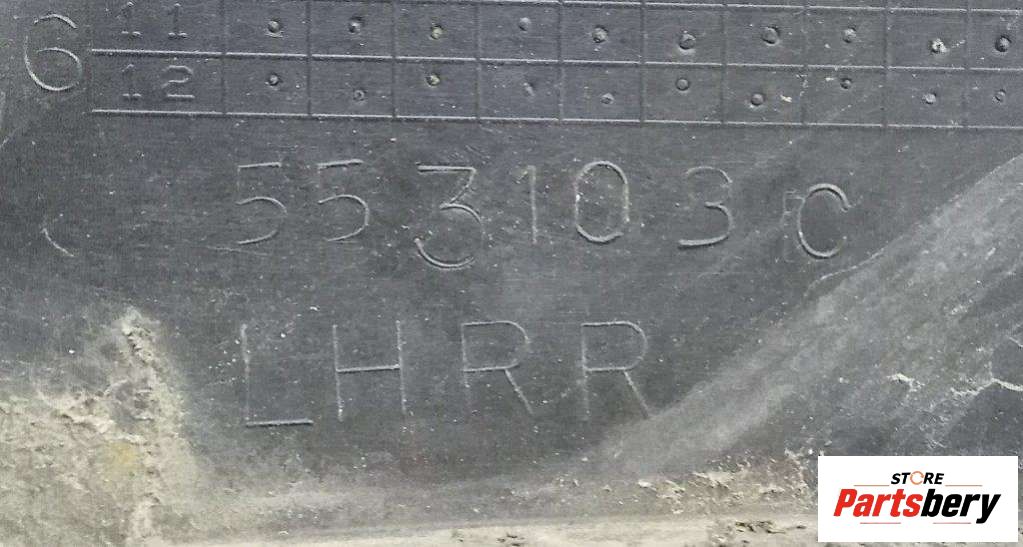 6
11
12
553103C
LHRR
STORE
Partsbery